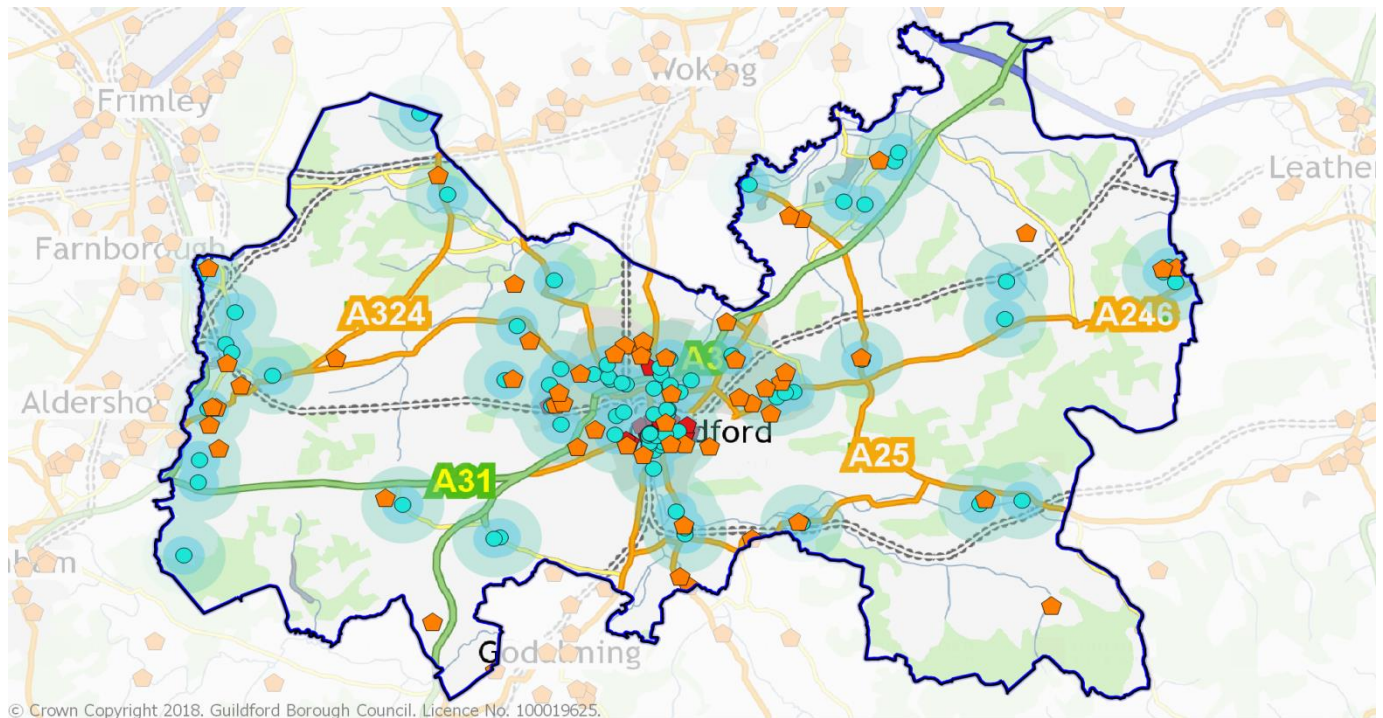 Woking
Frimley
Leather
Farnborough
A324
A246
A3
Aldersho
dford
A25
A31
ham
Godalming
© Crown Copyright 2018. Guildford Borough Council. Licence No. 100019625.